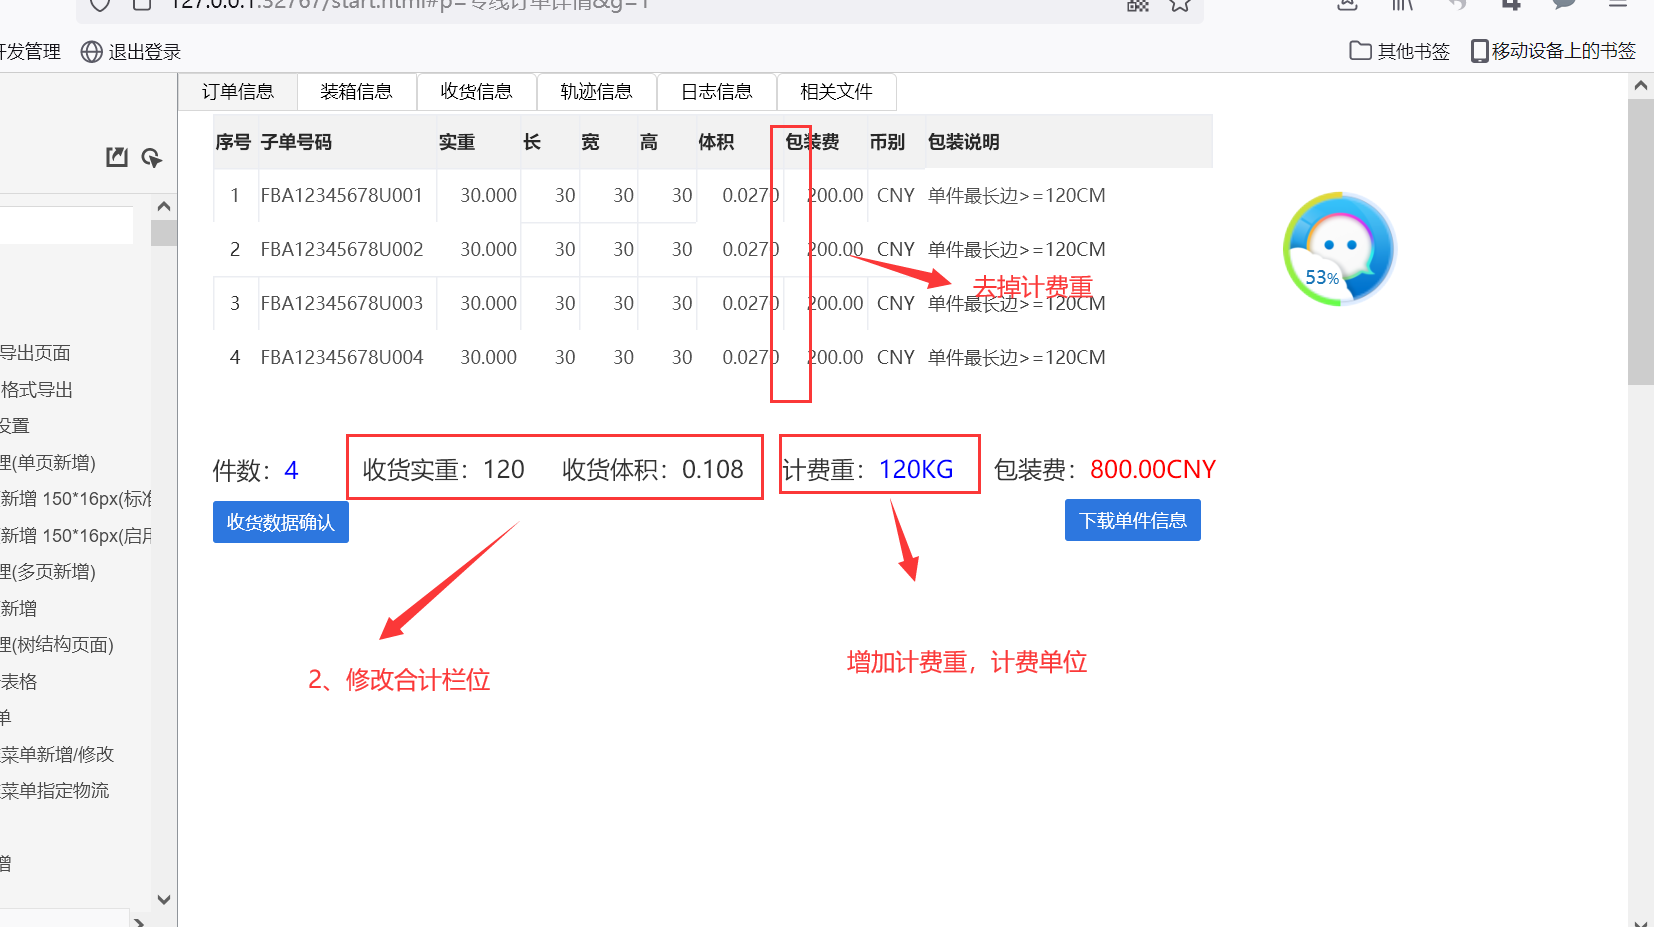 127.0.0.1:32767/start.html#p=专线订单详情&g=1
开发管理 退出登录 其他书签 移动设备上的书签
订单信息 装箱信息 收货信息 轨迹信息 日志信息 相关文件
序号 子单号码 实重 长 宽 高 体积 包装费 币别 包装说明
1 FBA12345678U001 30.000 30 30 30 0.0270 200.00 CNY 单件最长边>=120CM
2 FBA12345678U002 30.000 30 30 30 0.0270 200.00 CNY 单件最长边>=120CM
去掉计费重
53%
3 FBA12345678U003 30.000 30 30 30 0.0270 200.00 CNY 单件最长边>=120CM
4 FBA12345678U004 30.000 30 30 30 0.0270 200.00 CNY 单件最长边>=120CM
件数：4 收货实重：120 收货体积：0.108 计费重：120KG 包装费：800.00CNY
收货数据确认 下载单件信息
2、修改合计栏位
增加计费重，计费单位
导出页面
格式导出
设置
理(单页新增)
新增 150*16px(标准
新增 150*16px(启用
理(多页新增)
新增
理(树结构页面)
表格
单
菜单新增/修改
菜单指定物流
增